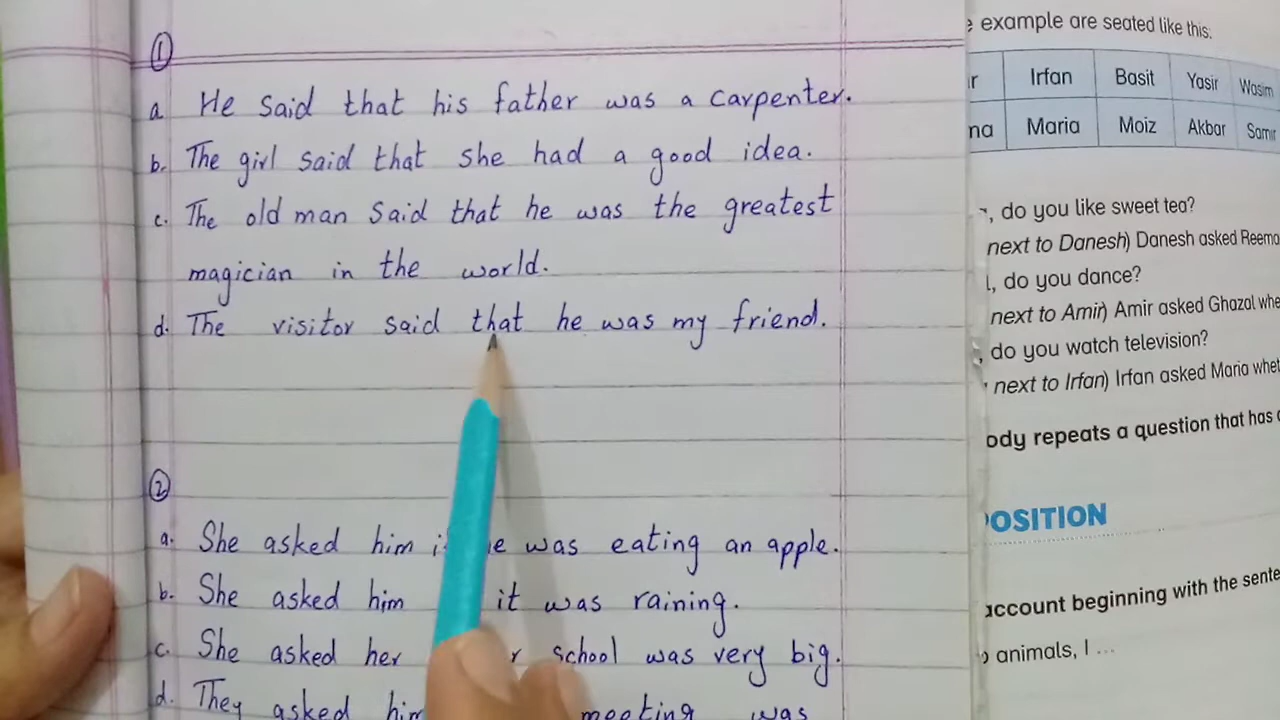 ①
a. He said that his father was a carpenter.
b. The girl said that she had a good idea.
c. The old man said that he was the greatest
magician in the world.
d. The visitor said that he was my friend.
②
a. She asked him was eating an apple.
b. She asked him it was raining.
c. She asked her school was very big.
d. They asked him meeting was
example are seated like this:
Irfan Basit Yasir Wasim
Maria Moiz Akbar
, do you like sweet tea?
next to Danesh) Danesh asked Reema
, do you dance?
next to Amir) Amir asked Ghazal
, do you watch television?
next to Irfan) Irfan asked Maria
repeats a question that has
account beginning with the
animals, I ...